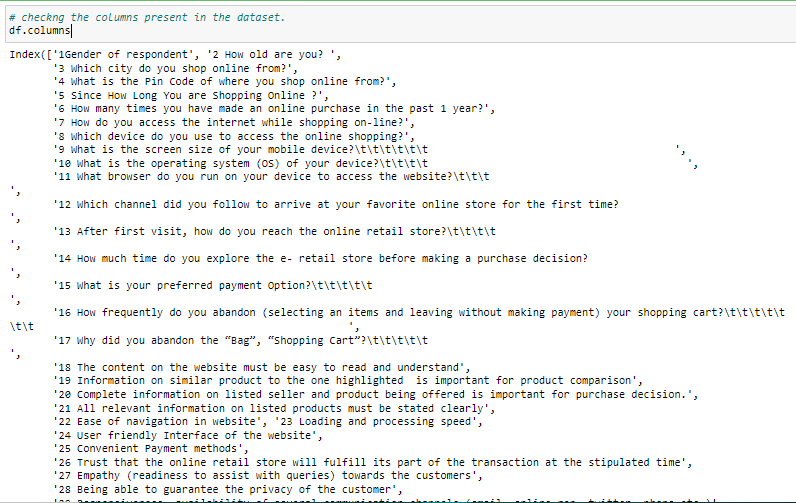 # checkng the columns present in the dataset.
df.columns
Index(['1Gender of respondent', '2 How old are you? ',
'3 Which city do you shop online from?',
'4 What is the Pin Code of where you shop online from?',
'5 Since How Long You are Shopping Online ?',
'6 How many times you have made an online purchase in the past 1 year?',
'7 How do you access the internet while shopping on-line?',
'8 Which device do you use to access the online shopping?',
'9 What is the screen size of your mobile device?\t\t\t\t\t\t                                        ',
'10 What is the operating system (OS) of your device?\t\t\t\t                                          ',
'11 What browser do you run on your device to access the website?\t\t\t
',
'12 Which channel did you follow to arrive at your favorite online store for the first time?
',
'13 After first visit, how do you reach the online retail store?\t\t\t\t
',
'14 How much time do you explore the e- retail store before making a purchase decision?
',
'15 What is your preferred payment Option?\t\t\t\t\t
',
'16 How frequently do you abandon (selecting an items and leaving without making payment) your shopping cart?\t\t\t\t\t
\t\t                                                ',
'17 Why did you abandon the “Bag”, “Shopping Cart”?\t\t\t\t\t
',
'18 The content on the website must be easy to read and understand',
'19 Information on similar product to the one highlighted  is important for product comparison',
'20 Complete information on listed seller and product being offered is important for purchase decision.',
'21 All relevant information on listed products must be stated clearly',
'22 Ease of navigation in website', '23 Loading and processing speed',
'24 User friendly Interface of the website',
'25 Convenient Payment methods',
'26 Trust that the online retail store will fulfill its part of the transaction at the stipulated time',
'27 Empathy (readiness to assist with queries) towards the customers',
'28 Being able to guarantee the privacy of the customer',